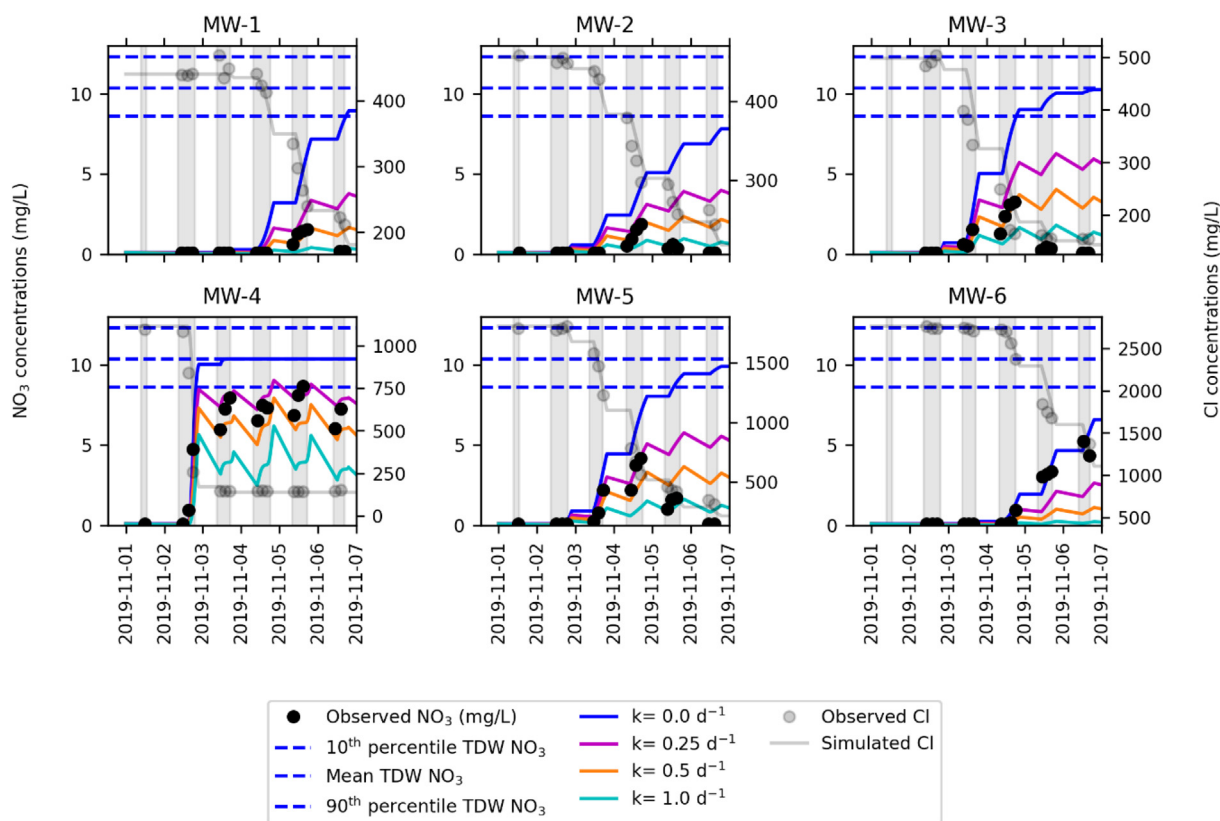 MW-1 MW-2 MW-3
10 5 0 400 300 200
10 5 0 400 300
10 5 0 500 400 300 200
MW-4 MW-5 MW-6
10 5 0 1000 750 500 250 0
10 5 0 1500 1000 500
10 5 0 2500 2000 1500 1000 500
NO₃ concentrations (mg/L)
Cl concentrations (mg/L)
2019-11-01 2019-11-02 2019-11-03 2019-11-04 2019-11-05 2019-11-06 2019-11-07
2019-11-01 2019-11-02 2019-11-03 2019-11-04 2019-11-05 2019-11-06 2019-11-07
2019-11-01 2019-11-02 2019-11-03 2019-11-04 2019-11-05 2019-11-06 2019-11-07
Observed NO₃ (mg/L)
10ᵗʰ percentile TDW NO₃
Mean TDW NO₃
90ᵗʰ percentile TDW NO₃
k= 0.0 d⁻¹
k= 0.25 d⁻¹
k= 0.5 d⁻¹
k= 1.0 d⁻¹
Observed Cl
Simulated Cl